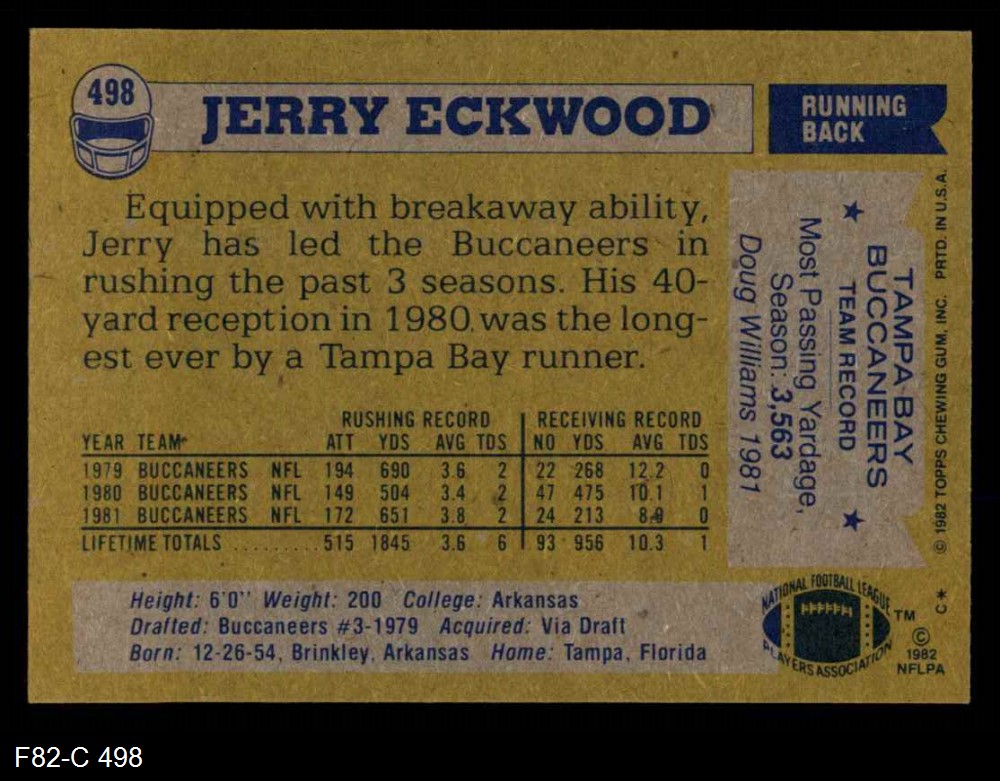 498
JERRY ECKWOOD
RUNNING
BACK
Equipped with breakaway ability,
Jerry has led the Buccaneers in
rushing the past 3 seasons. His 40-
yard reception in 1980 was the long-
est ever by a Tampa Bay runner.
RUSHING RECORD RECEIVING RECORD
YEAR TEAM ATT YDS AVG TDS NO YDS AVG TDS
1979 BUCCANEERS NFL 194 690 3.6 2 22 268 12.2 0
1980 BUCCANEERS NFL 149 504 3.4 2 47 475 10.1 1
1981 BUCCANEERS NFL 172 651 3.8 2 24 213 8.9 0
LIFETIME TOTALS .......... 515 1845 3.6 6 93 956 10.3 1
Height: 6'0" Weight: 200 College: Arkansas
Drafted: Buccaneers #3-1979 Acquired: Via Draft
Born: 12-26-54, Brinkley, Arkansas Home: Tampa, Florida
TAMPA BAY
BUCCANEERS
★ TEAM RECORD ★
Most Passing Yardage,
Season: 3,563
Doug Williams 1981
© 1982 TOPPS CHEWING GUM, INC. PRTD. IN U.S.A.
C*
NATIONAL FOOTBALL LEAGUE
PLAYERS ASSOCIATION
TM
©
1982
NFLPA
F82-C 498